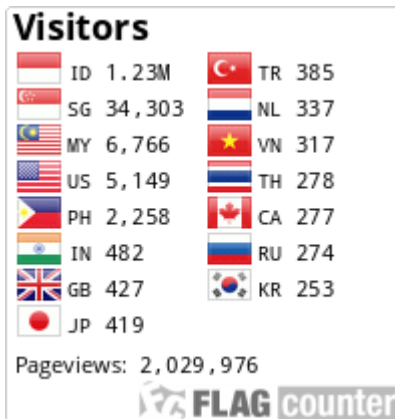 Visitors
ID 1.23M
SG 34,303
MY 6,766
US 5,149
PH 2,258
IN 482
GB 427
JP 419
TR 385
NL 337
VN 317
TH 278
CA 277
RU 274
KR 253
Pageviews: 2,029,976
FLAG counter